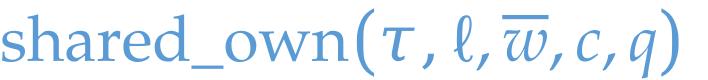 shared_own(τ, ℓ, w̅, c, q)